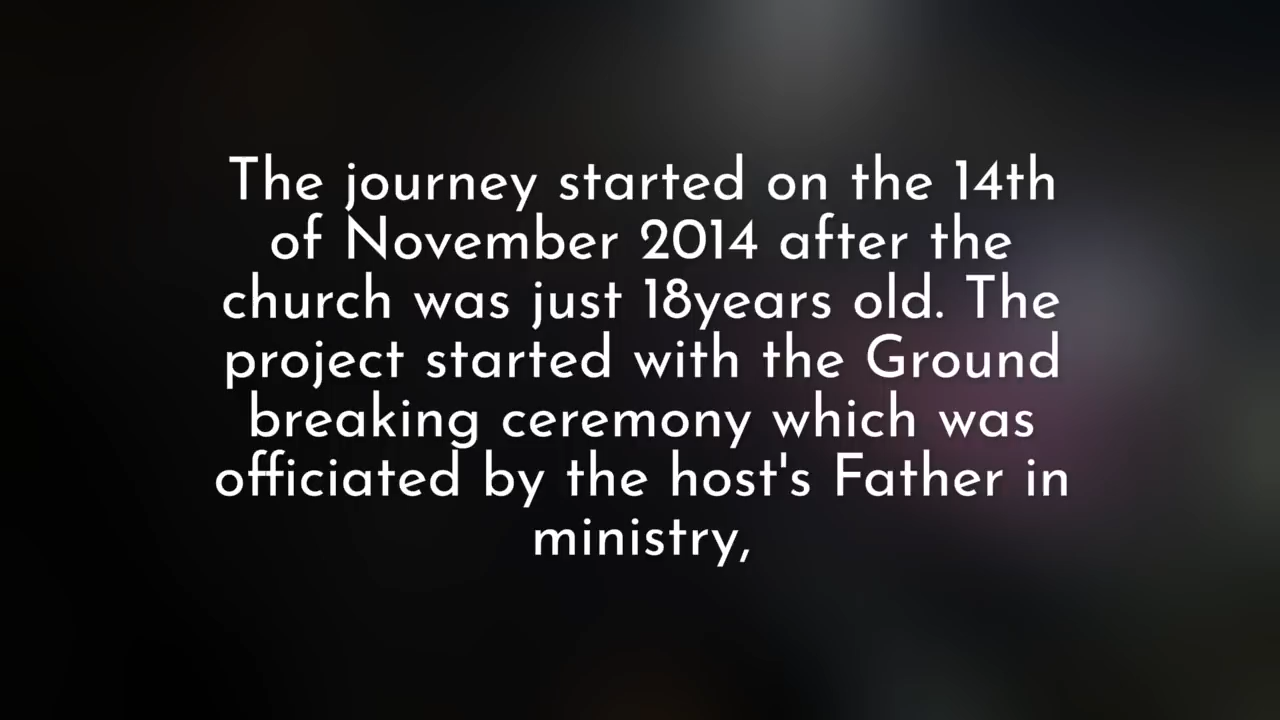 The journey started on the 14th
of November 2014 after the
church was just 18years old. The
project started with the Ground
breaking ceremony which was
officiated by the host's Father in
ministry,